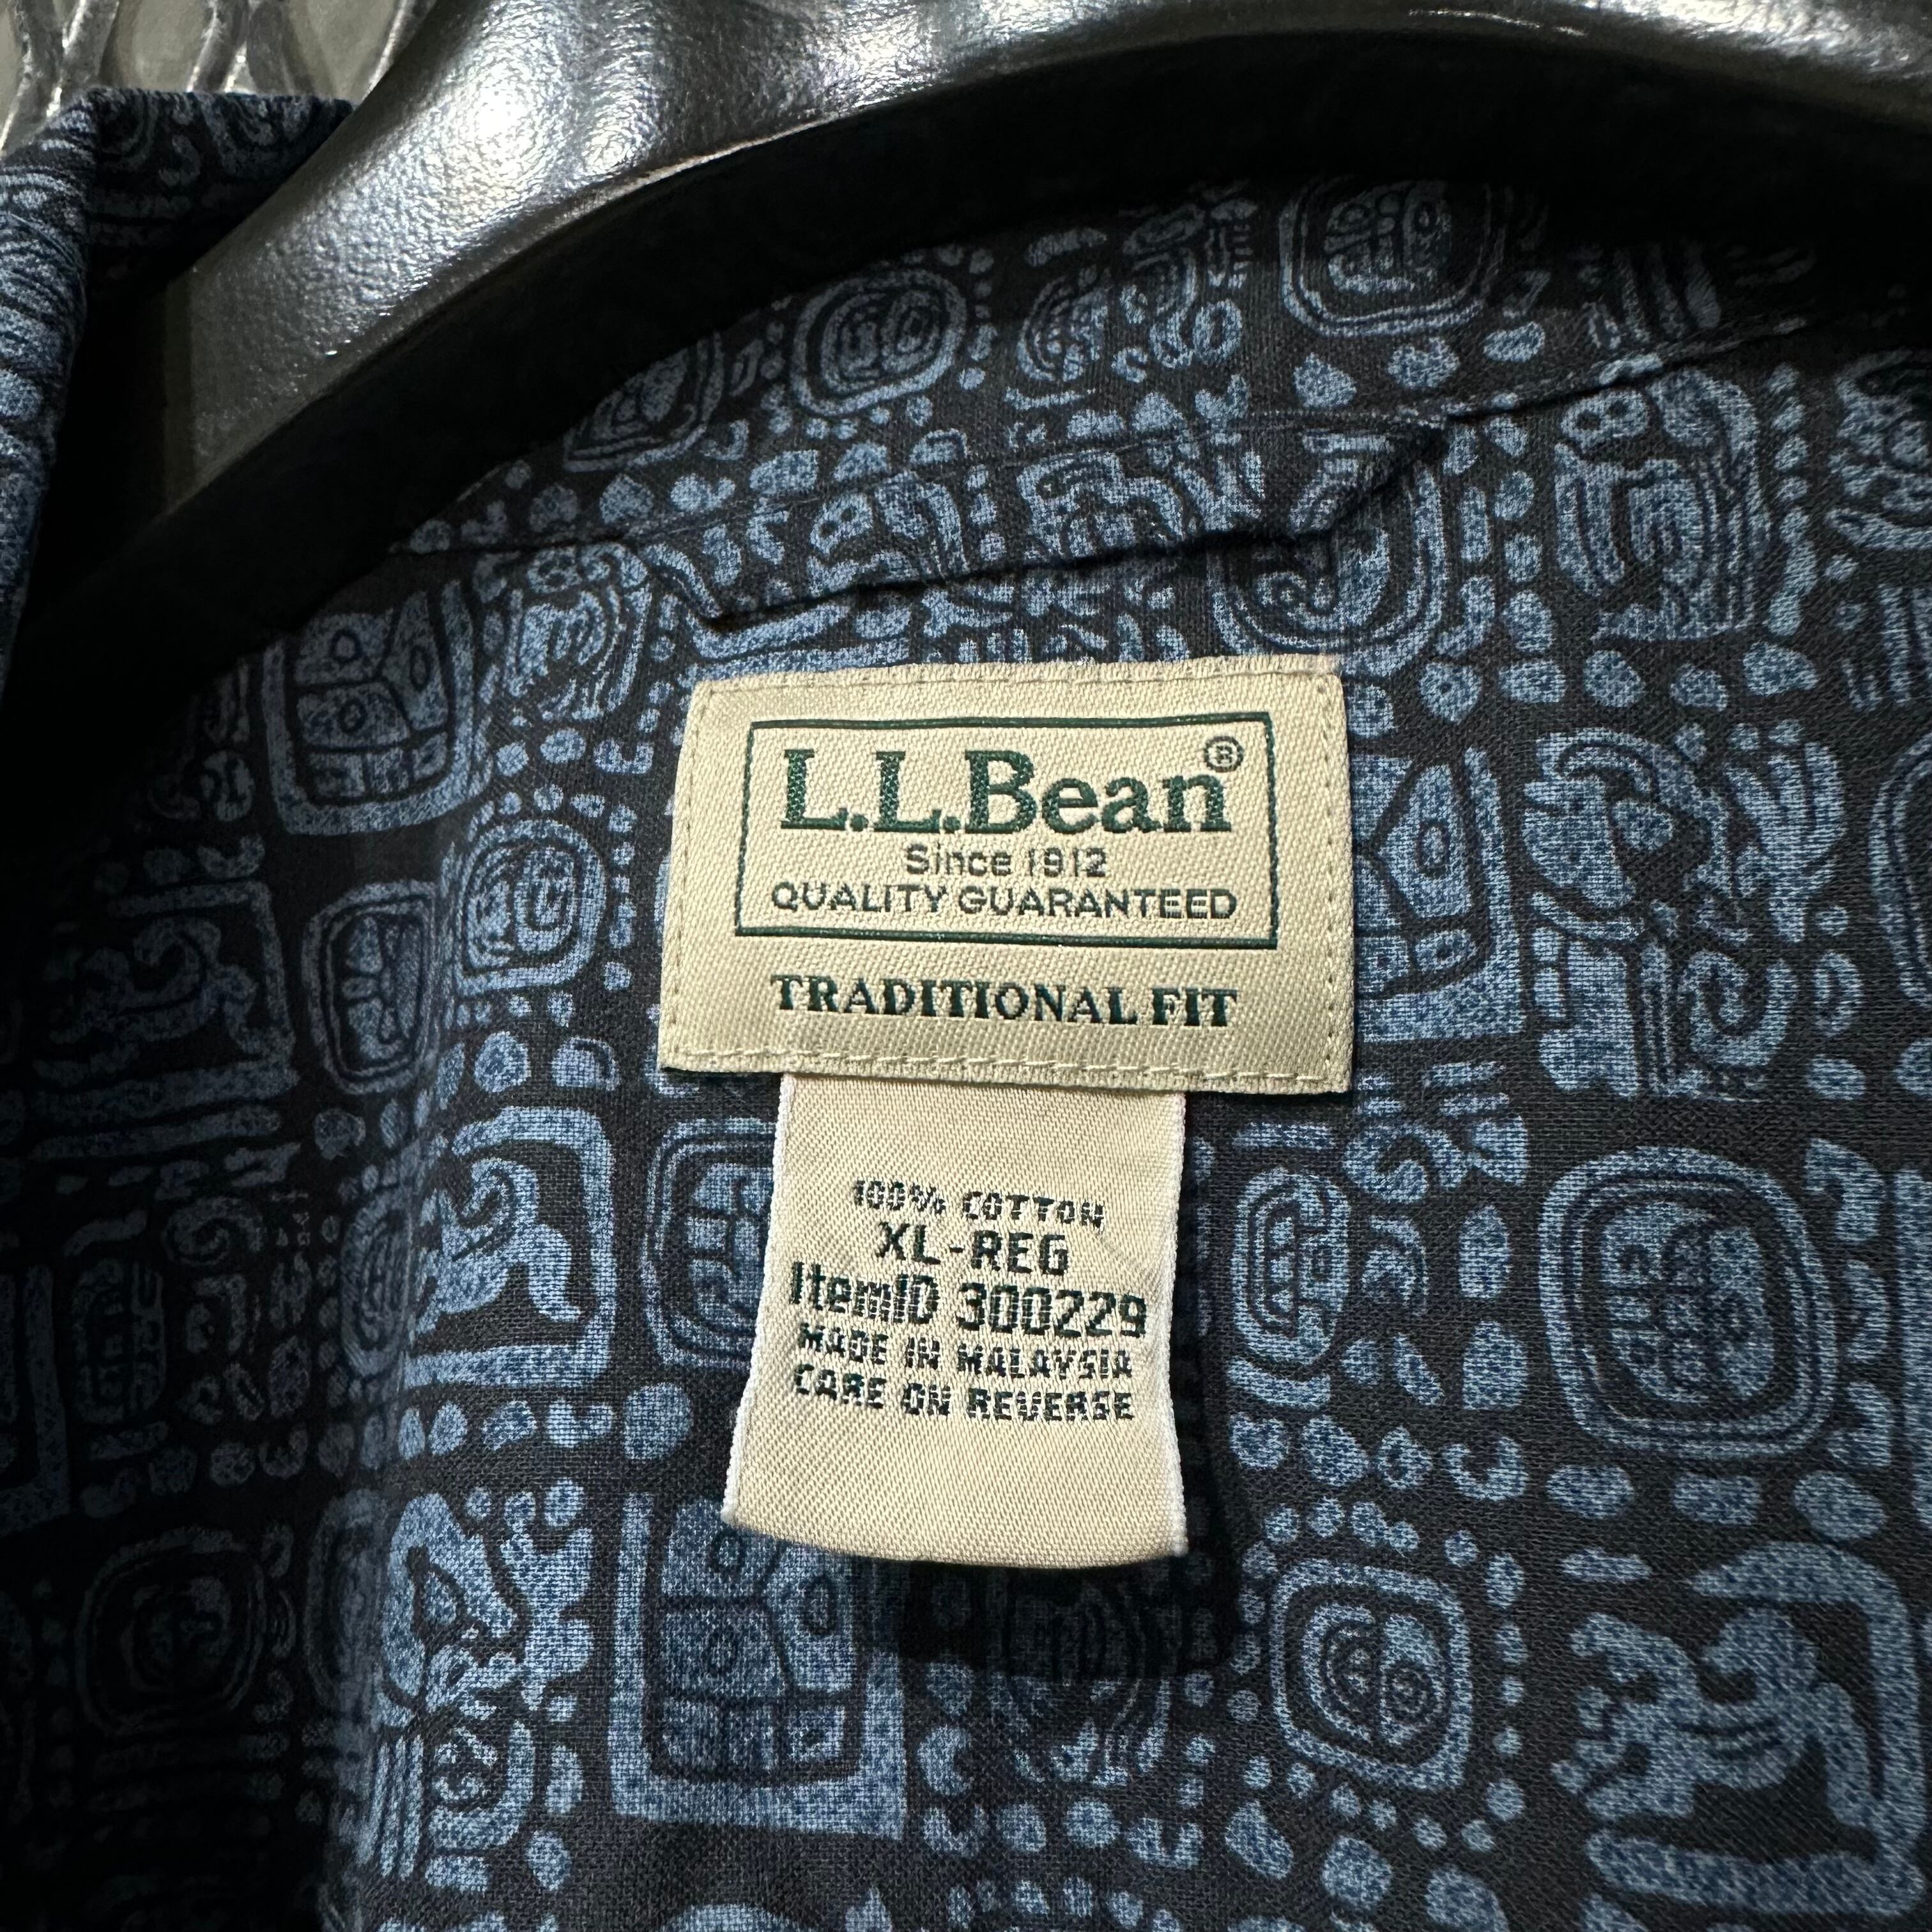 L.L.Bean®
Since 1912
QUALITY GUARANTEED
TRADITIONAL FIT
100% COTTON
XL-REG
ItemID 300229
MADE IN MALAYSIA
CARE ON REVERSE